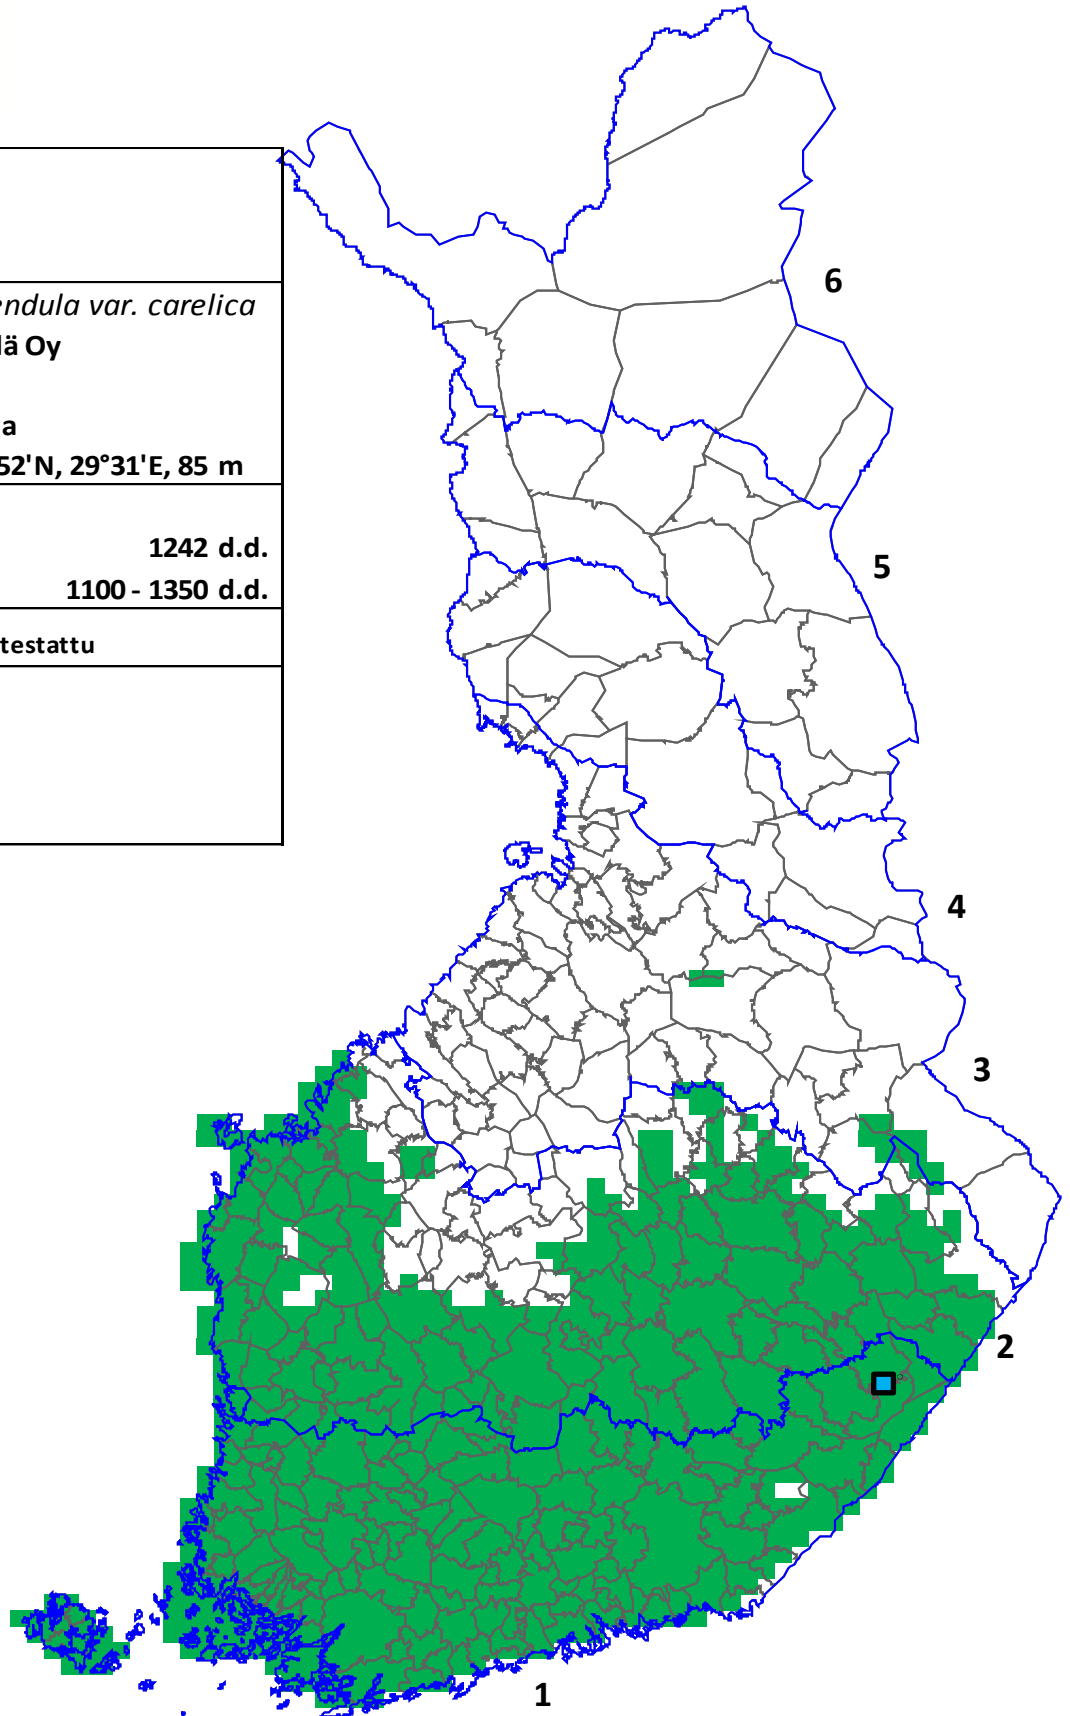 endula var. carelica
lä Oy
a
52'N, 29°31'E, 85 m
1242 d.d.
1100 - 1350 d.d.
testattu
6
5
4
3
2
1